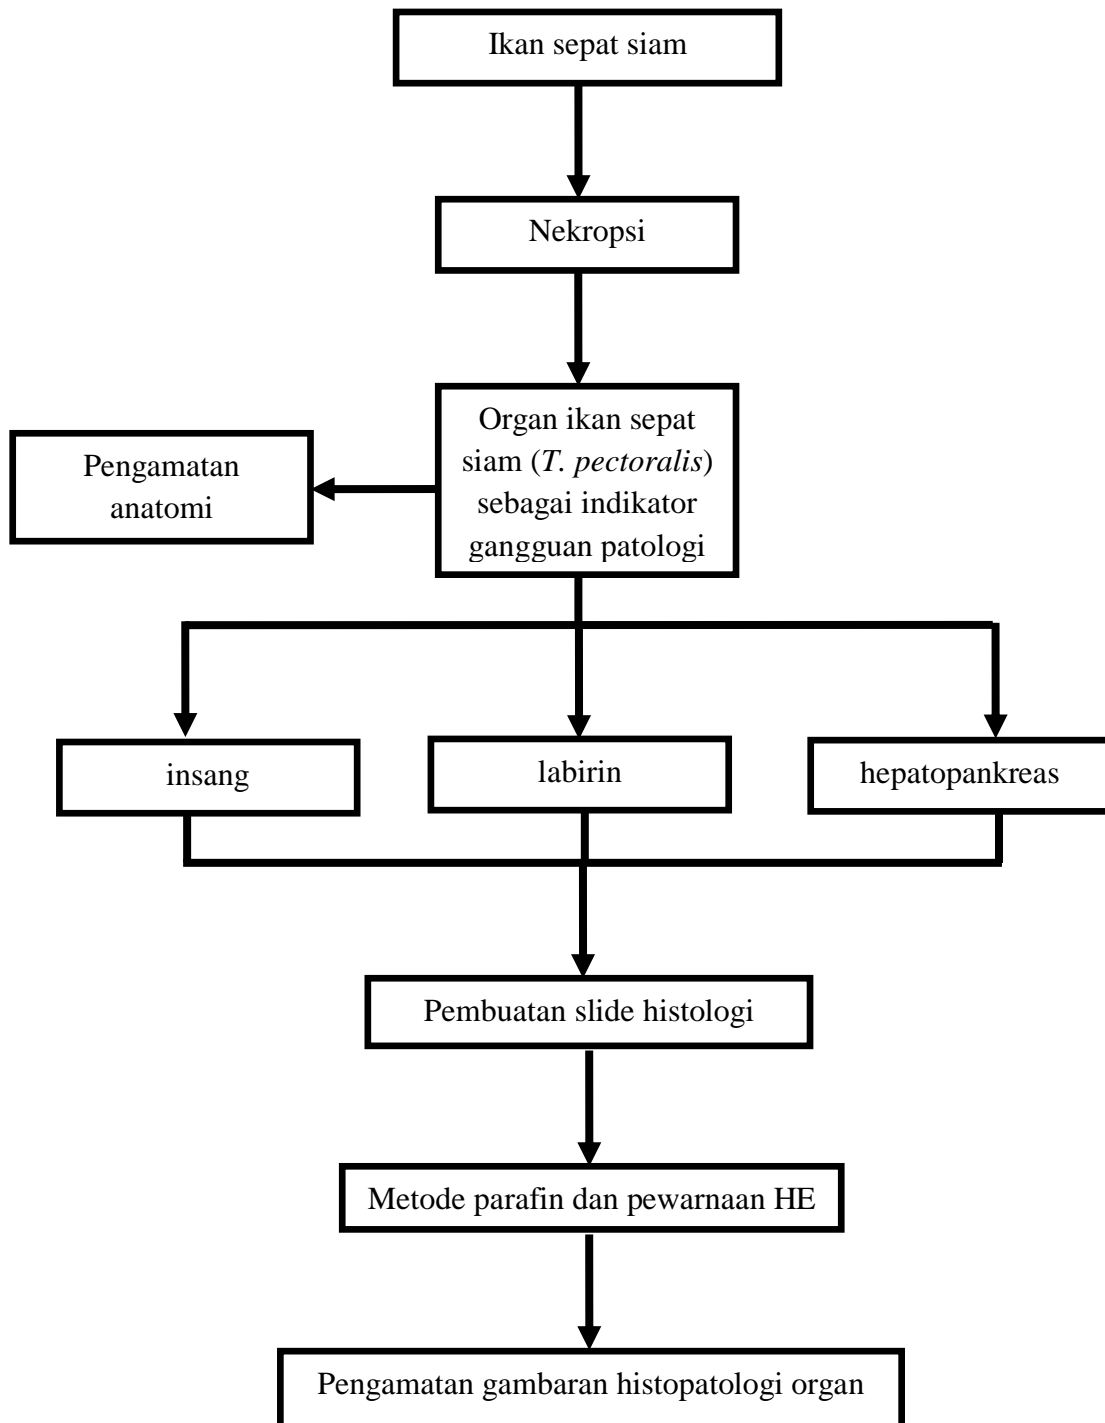 Ikan sepat siam
Nekropsi
Organ ikan sepat
siam (T. pectoralis)
sebagai indikator
gangguan patologi
Pengamatan
anatomi
insang
labirin
hepatopankreas
Pembuatan slide histologi
Metode parafin dan pewarnaan HE
Pengamatan gambaran histopatologi organ